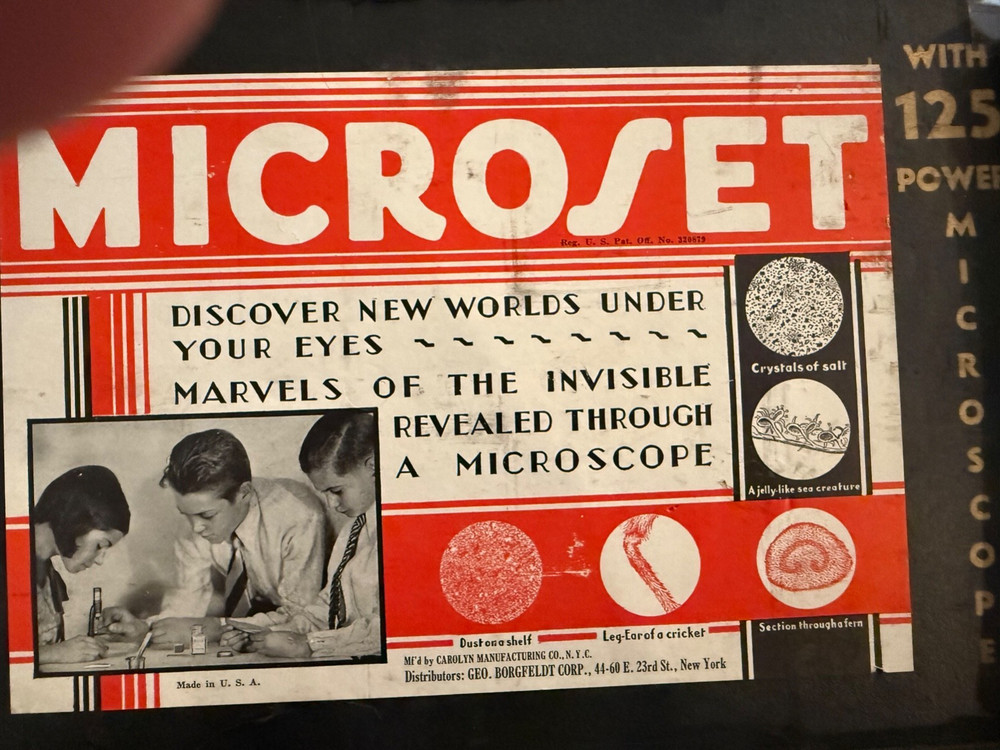 MICROSET
Reg. U. S. Pat. Off. No. 320879
DISCOVER NEW WORLDS UNDER
YOUR EYES
MARVELS OF THE INVISIBLE
REVEALED THROUGH
A MICROSCOPE
Crystals of salt
A jelly-like sea creature
Dust on a shelf
Leg-Ear of a cricket
Section through a fern
Mf'd by CAROLYN MANUFACTURING CO., N.Y.C.
Distributors: GEO. BORGFELDT CORP., 44-60 E. 23rd St., New York
Made in U. S. A.
WITH
125
POWER
MICROSCOPE